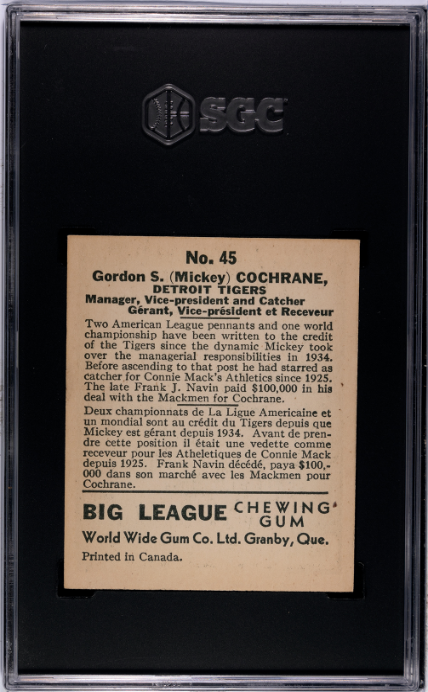 SGC
No. 45
Gordon S. (Mickey) COCHRANE,
DETROIT TIGERS
Manager, Vice-president and Catcher
Gérant, Vice-président et Receveur
Two American League pennants and one world
championship have been written to the credit
of the Tigers since the dynamic Mickey took
over the managerial responsibilities in 1934.
Before ascending to that post he had starred as
catcher for Connie Mack's Athletics since 1925.
The late Frank J. Navin paid $100,000 in his
deal with the Mackmen for Cochrane.
Deux championnats de La Ligue Americaine et
un mondial sont au crédit du Tigers depuis que
Mickey est gérant depuis 1934. Avant de pren-
dre cette position il était une vedette comme
receveur pour les Atheletiques de Connie Mack
depuis 1925. Frank Navin décédé, paya $100,-
000 dans son marché avec les Mackmen pour
Cochrane.
BIG LEAGUE CHEWING GUM
World Wide Gum Co. Ltd. Granby, Que.
Printed in Canada.